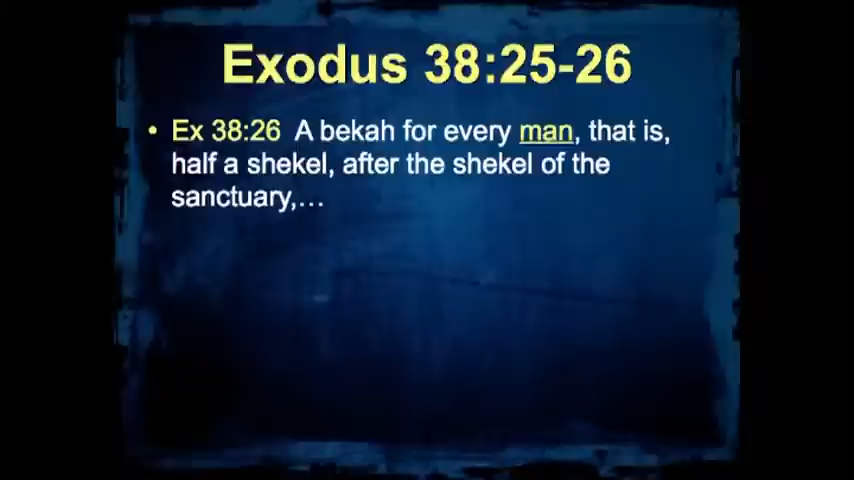 Exodus 38:25-26
• Ex 38:26 A bekah for every man, that is,
half a shekel, after the shekel of the
sanctuary,…